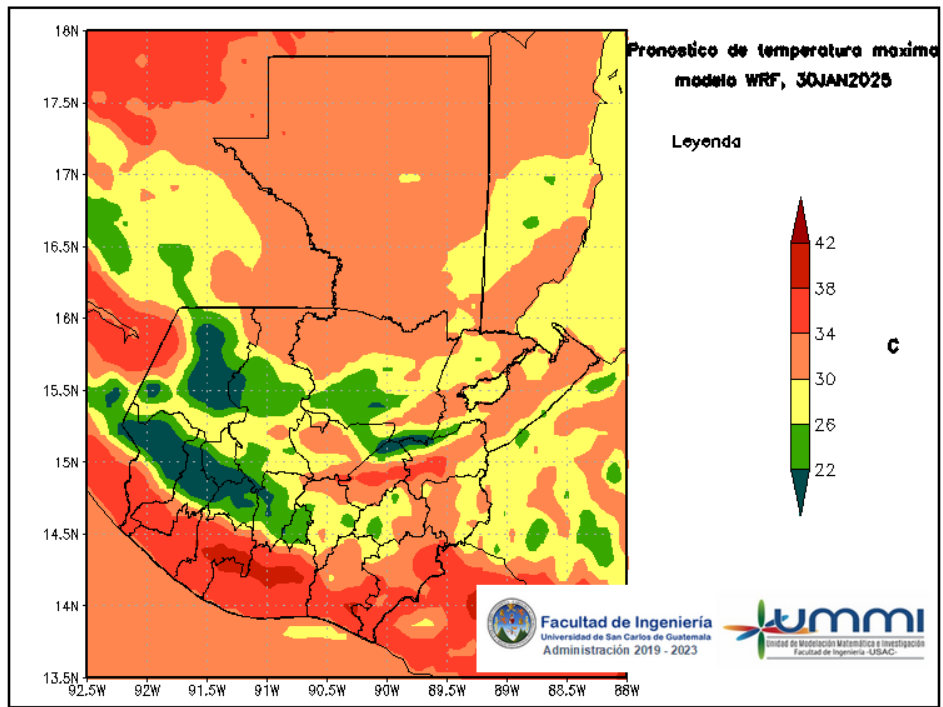 Pronostico de temperatura maxima
modelo WRF, 30JAN2025
Leyenda
42
38
34
30
26
22
C
18N
17.5N
17N
16.5N
16N
15.5N
15N
14.5N
14N
13.5N
92.5W 92W 91.5W 91W 90.5W 90W 89.5W 89W 88.5W 88W
Facultad de Ingeniería
Universidad de San Carlos de Guatemala
Administración 2019 - 2023
UMMI
Unidad de Modelación Matemática e Investigación
Facultad de Ingeniería -USAC-